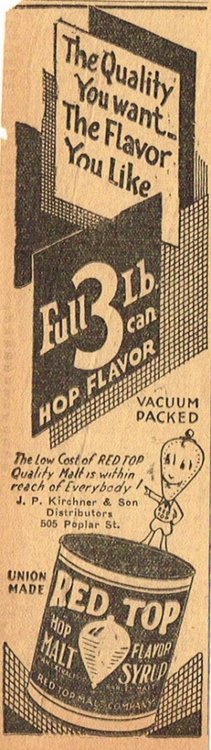 The Quality
You want_
The Flavor
You Like
Full 3 Lb.
can
HOP FLAVOR
VACUUM
PACKED
The Low Cost of RED TOP
Quality Malt is within
reach of Everybody!
J. P. Kirchner & Son
Distributors
505 Poplar St.
UNION
MADE
RED TOP
HOP FLAVOR
MALT SYRUP
RED TOP MALT COMPANY